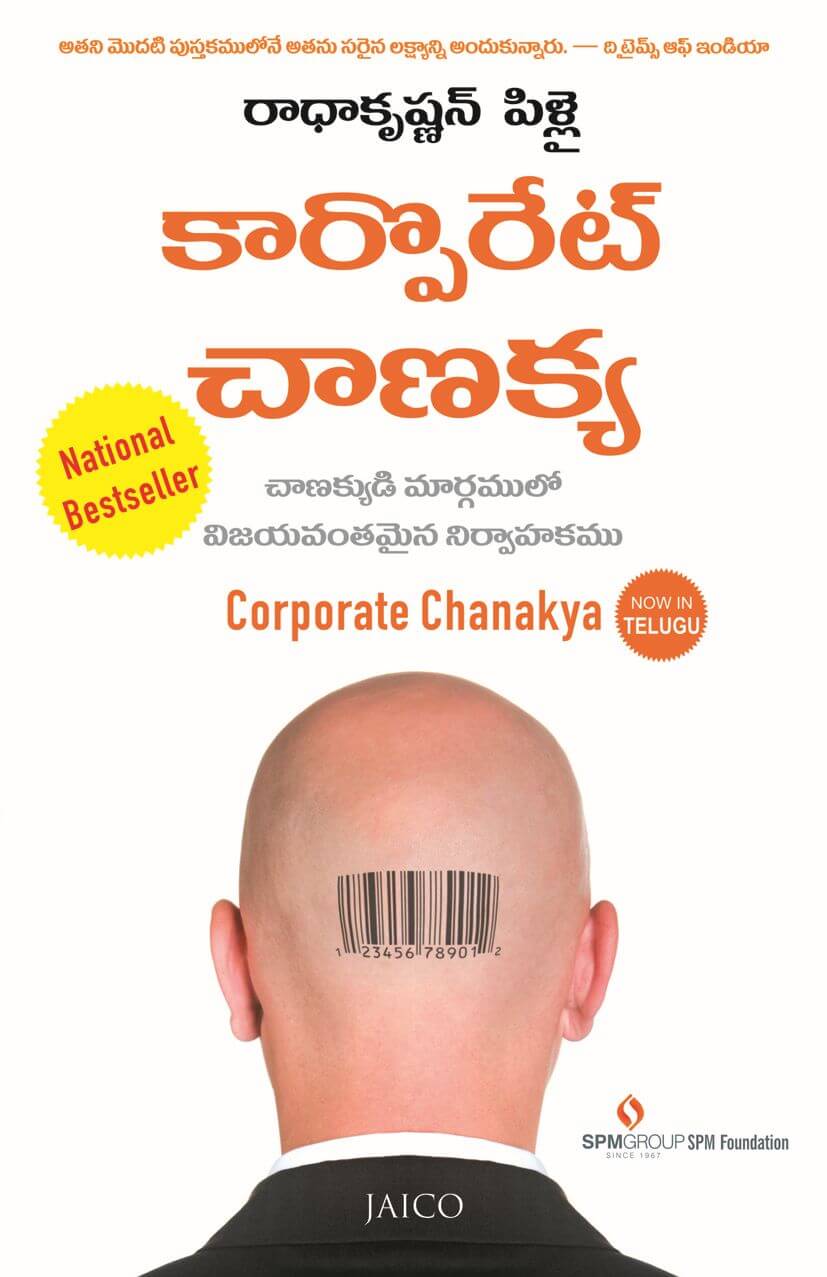 అతని మొదటి పుస్తకములోనే అతను సరైన లక్ష్యాన్ని అందుకున్నారు. — ది టైమ్స్ ఆఫ్ ఇండియా
రాధాకృష్ణన్ పిళ్లై
కార్పొరేట్
చాణక్య
National
Bestseller
చాణక్యుడి మార్గములో
విజయవంతమైన నిర్వాహకము
Corporate Chanakya
NOW IN
TELUGU
1 23456 78901 2
SPMGROUP SPM Foundation
SINCE 1967
JAICO